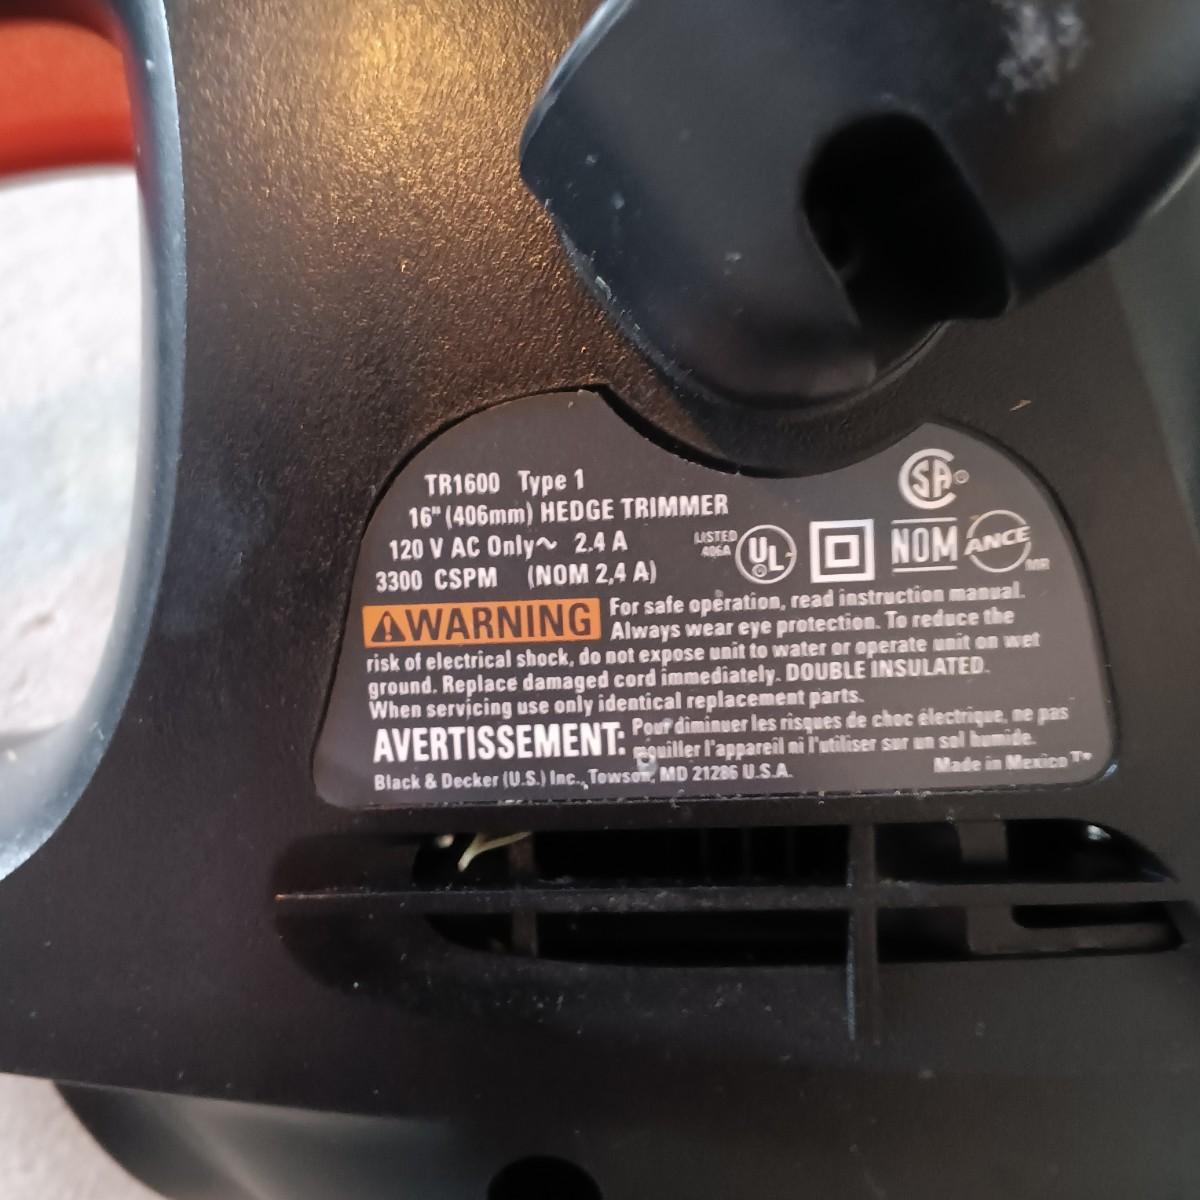 TR1600 Type 1
16" (406mm) HEDGE TRIMMER
120 V AC Only~ 2.4 A
3300 CSPM (NOM 2,4 A)
LISTED
406A
UL
SA
NOM
ANCE
MR
WARNING
For safe operation, read instruction manual.
Always wear eye protection. To reduce the
risk of electrical shock, do not expose unit to water or operate unit on wet
ground. Replace damaged cord immediately. DOUBLE INSULATED.
When servicing use only identical replacement parts.
AVERTISSEMENT:
Pour diminuer les risques de choc électrique, ne pas
mouiller l'appareil ni l'utiliser sur un sol humide.
Black & Decker (U.S.) Inc., Towson, MD 21286 U.S.A.
Made in Mexico